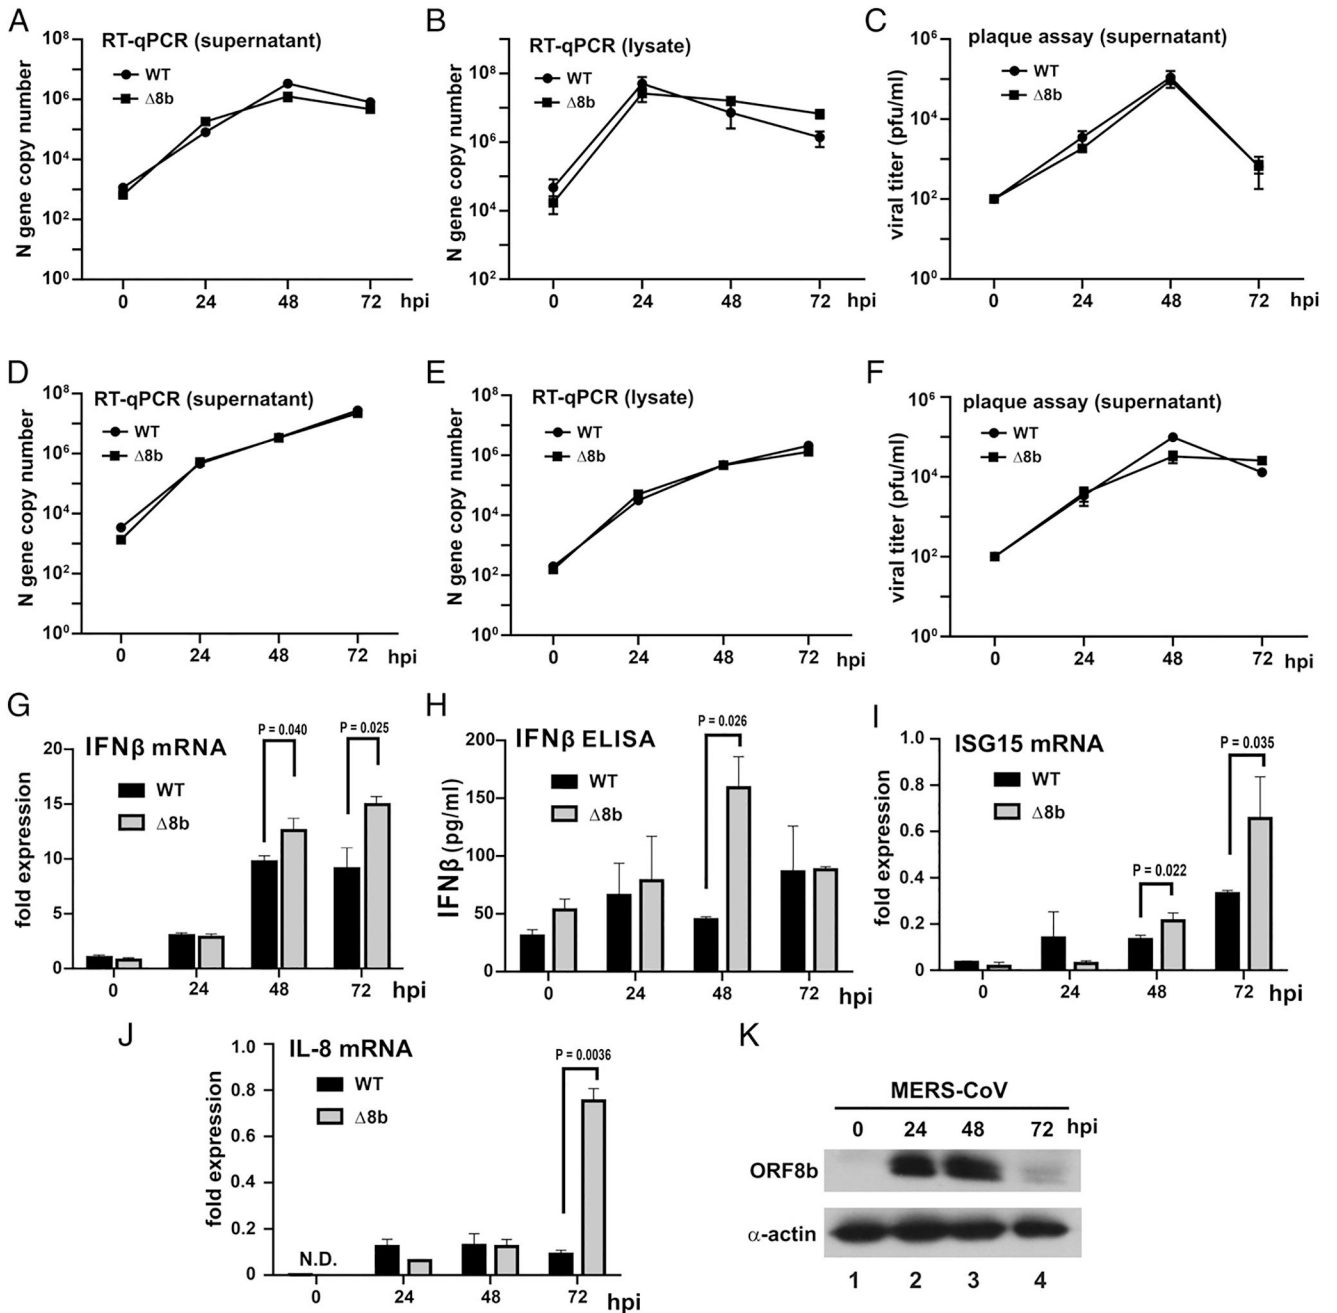 A
RT-qPCR (supernatant)
N gene copy number
10⁸
10⁶
10⁴
10²
10⁰
WT
Δ8b
0 24 48 72 hpi
B
RT-qPCR (lysate)
N gene copy number
10⁸
10⁶
10⁴
10²
WT
Δ8b
0 24 48 72 hpi
C
plaque assay (supernatant)
viral titer (pfu/ml)
10⁶
10⁴
10²
10⁰
WT
Δ8b
0 24 48 72 hpi
D
RT-qPCR (supernatant)
N gene copy number
10⁸
10⁶
10⁴
10²
10⁰
WT
Δ8b
0 24 48 72 hpi
E
RT-qPCR (lysate)
N gene copy number
10⁸
10⁶
10⁴
10²
10⁰
WT
Δ8b
0 24 48 72 hpi
F
plaque assay (supernatant)
viral titer (pfu/ml)
10⁶
10⁴
10²
10⁰
WT
Δ8b
0 24 48 72 hpi
G
IFNβ mRNA
fold expression
20
15
10
5
0
WT
Δ8b
P = 0.040
P = 0.025
0 24 48 72 hpi
H
IFNβ ELISA
IFNβ (pg/ml)
200
150
100
50
0
WT
Δ8b
P = 0.026
0 24 48 72 hpi
I
ISG15 mRNA
fold expression
1.0
0.8
0.6
0.4
0.2
0
WT
Δ8b
P = 0.022
P = 0.035
0 24 48 72 hpi
J
IL-8 mRNA
fold expression
1.0
0.8
0.6
0.4
0.2
0
WT
Δ8b
N.D.
P = 0.0036
0 24 48 72 hpi
K
MERS-CoV
0 24 48 72 hpi
ORF8b
α-actin
1 2 3 4